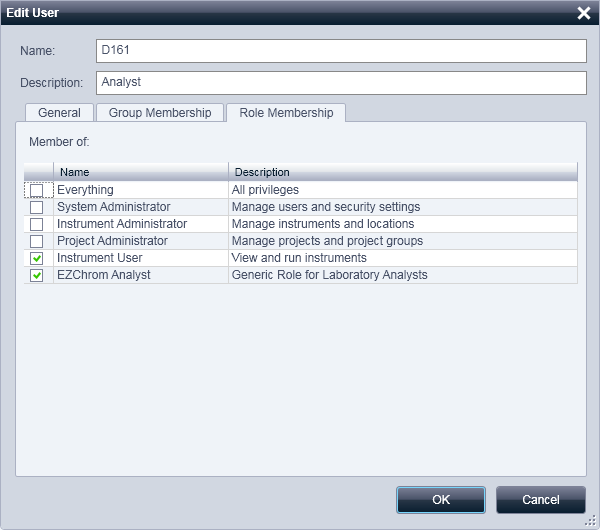 Edit User
Name: D161
Description: Analyst
General Group Membership Role Membership
Member of:
Name Description
Everything All privileges
System Administrator Manage users and security settings
Instrument Administrator Manage instruments and locations
Project Administrator Manage projects and project groups
Instrument User View and run instruments
EZChrom Analyst Generic Role for Laboratory Analysts
OK Cancel